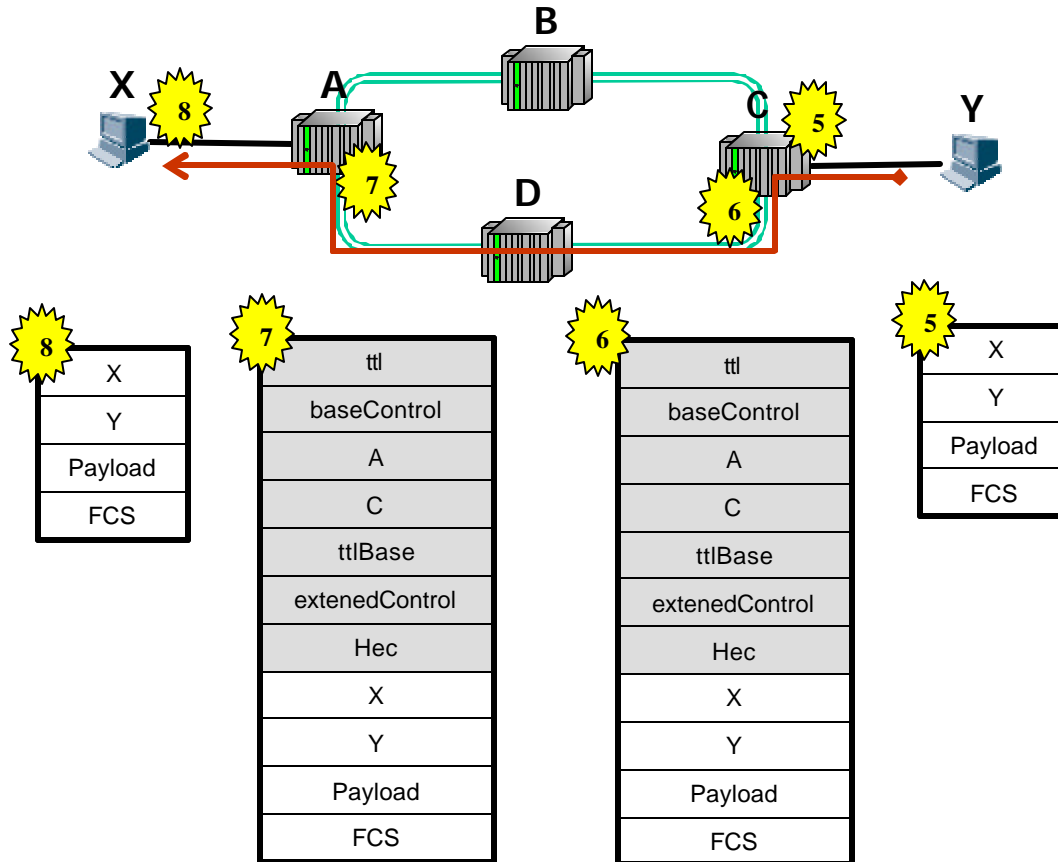 B
X
A
C
Y
8
5
7
6
D
8
X
Y
Payload
FCS
7
ttl
baseControl
A
C
ttlBase
extenedControl
Hec
X
Y
Payload
FCS
6
ttl
baseControl
A
C
ttlBase
extenedControl
Hec
X
Y
Payload
FCS
5
X
Y
Payload
FCS